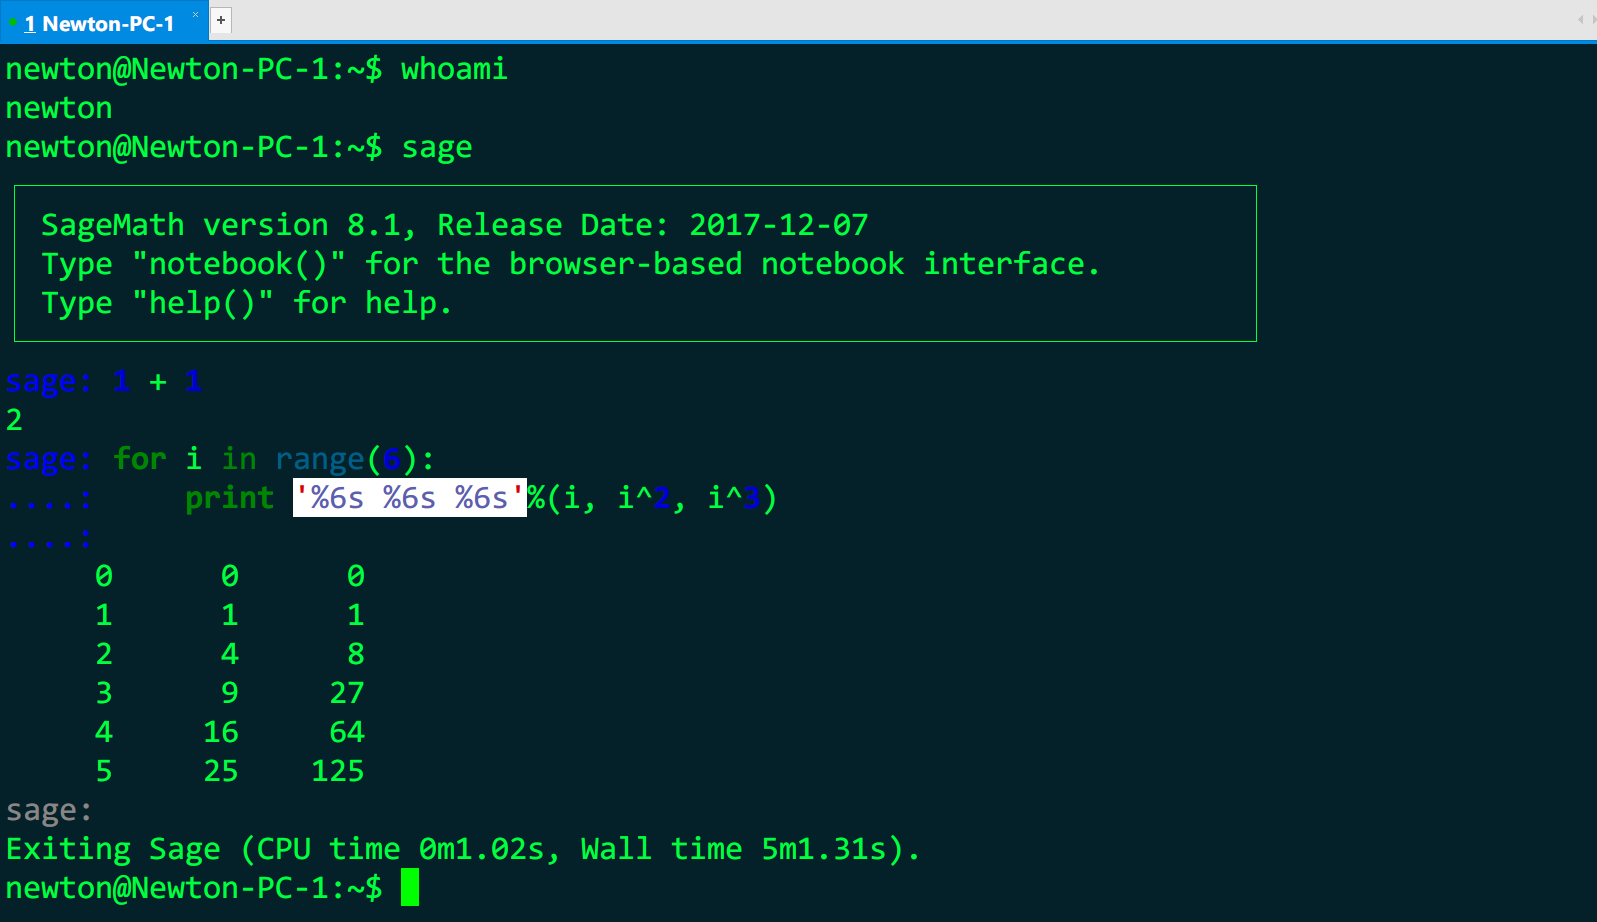 1 Newton-PC-1 × +
newton@Newton-PC-1:~$ whoami
newton
newton@Newton-PC-1:~$ sage
SageMath version 8.1, Release Date: 2017-12-07
Type "notebook()" for the browser-based notebook interface.
Type "help()" for help.
sage: 1 + 1
2
sage: for i in range(6):
....:     print '%6s %6s %6s'%(i, i^2, i^3)
....:
     0      0      0
     1      1      1
     2      4      8
     3      9     27
     4     16     64
     5     25    125
sage:
Exiting Sage (CPU time 0m1.02s, Wall time 5m1.31s).
newton@Newton-PC-1:~$